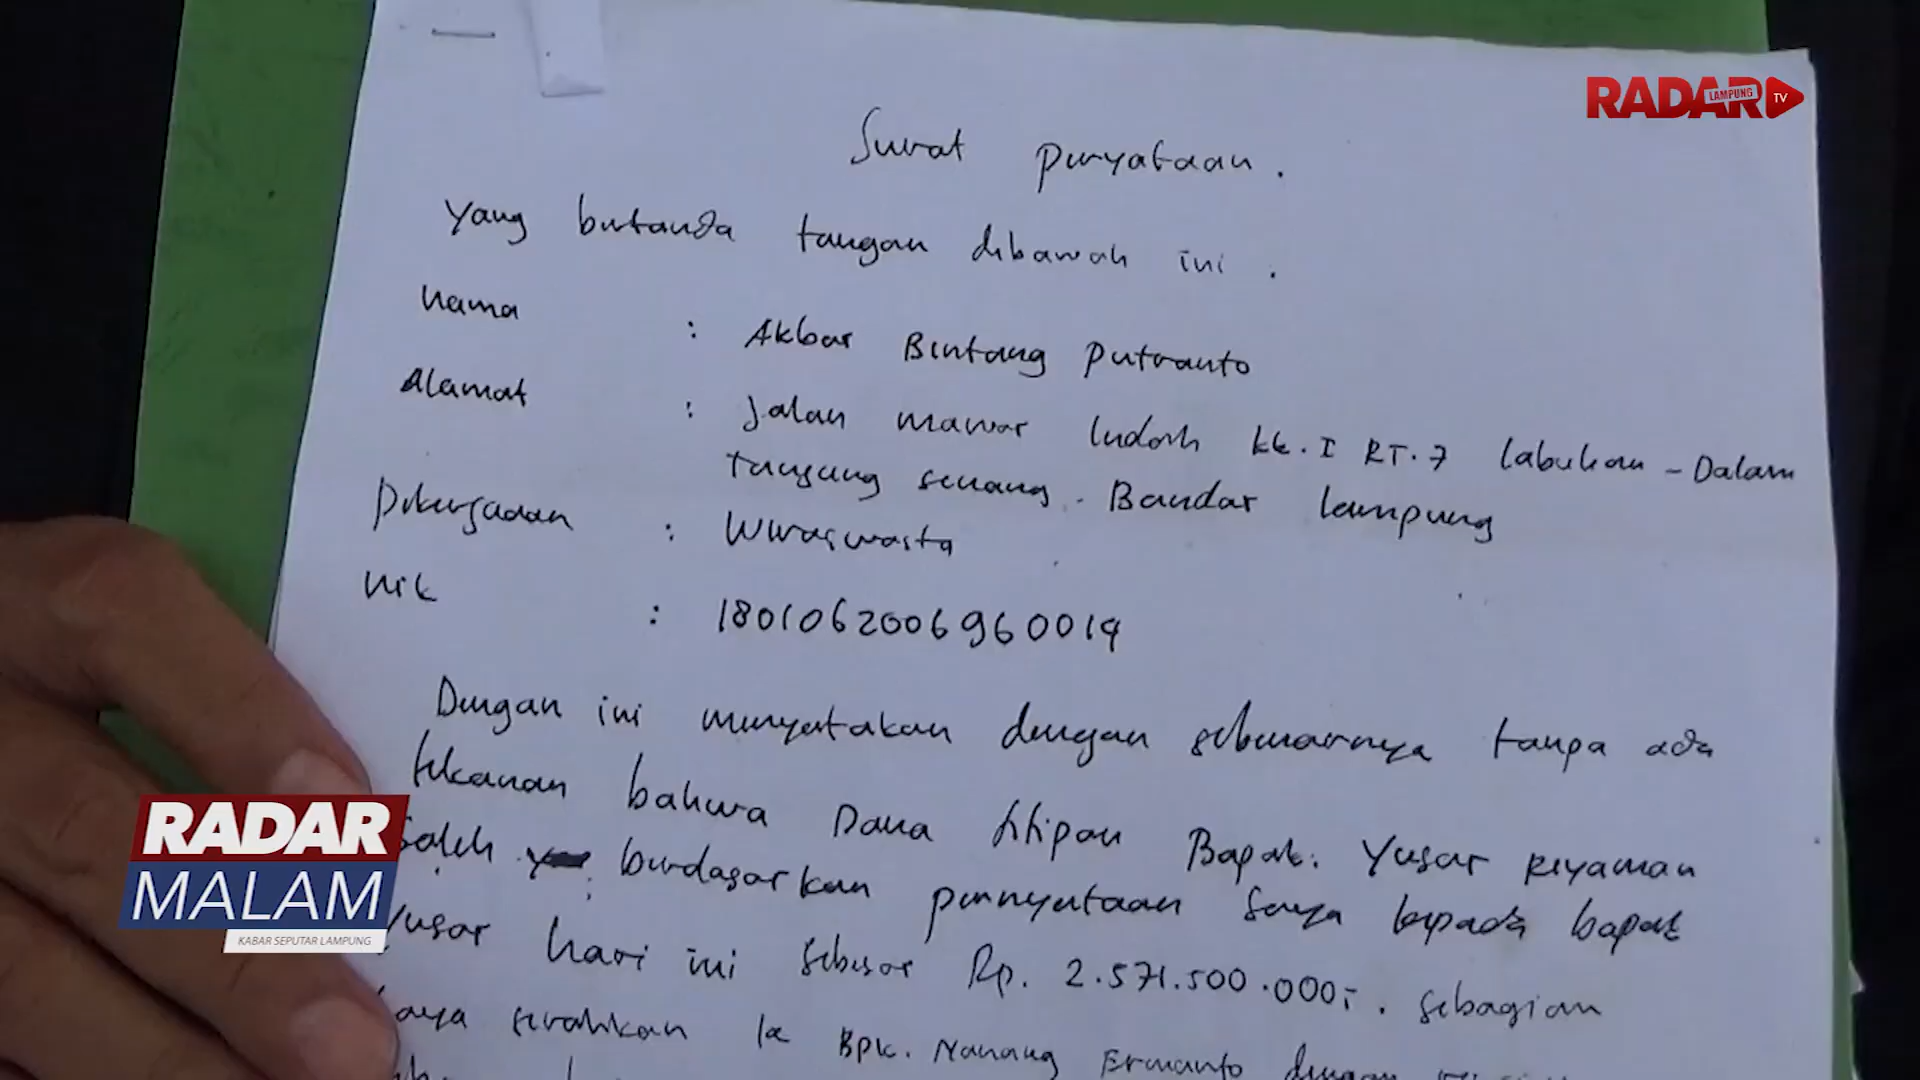 RADAR LAMPUNG TV
Surat pernyataan.
Yang bertanda tangan dibawah ini.
Nama : Akbar Bintang Putranto
Alamat : Jalan mawar Indah LK. I RT. 7 Labuhan - Dalam
Tanjung Senang. Bandar Lampung
Pekerjaan : Wiraswasta
Nik : 1801062006960019
Dengan ini menyatakan dengan sebenarnya tanpa ada
tekanan bahwa Dana titipan Bapak. Yusar Riyaman
Saleh berdasarkan pernyataan saya kepada bapak
Yusar hari ini sebesar Rp. 2.571.500.000,-. sebagian
saya serahkan ke Bpk. Nanang Ermanto dengan
RADAR
MALAM
KABAR SEPUTAR LAMPUNG